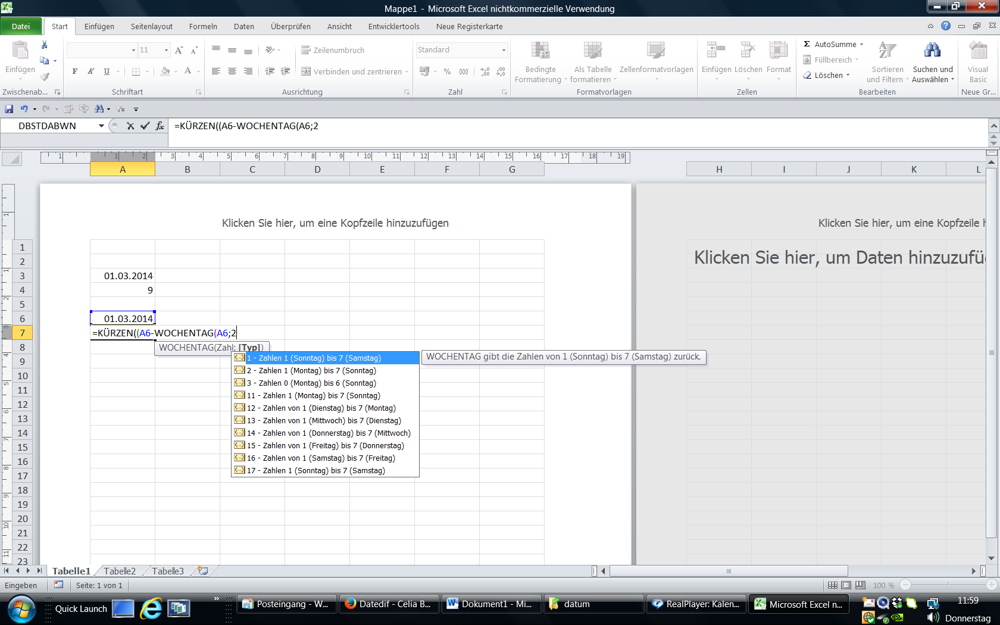 Mappe1 - Microsoft Excel nichtkommerzielle Verwendung
Datei Start Einfügen Seitenlayout Formeln Daten Überprüfen Ansicht Entwicklertools Neue Registerkarte
Einfügen
Zwischenab...
11
F K U
Schriftart
Zeilenumbruch
Verbinden und zentrieren
Ausrichtung
Standard
% 000
Zahl
Bedingte Formatierung
Als Tabelle formatieren
Zellenformatvorlagen
Formatvorlagen
Einfügen Löschen Format
Zellen
Σ AutoSumme
Füllbereich
Löschen
Sortieren und Filtern
Suchen und Auswählen
Bearbeiten
Visual Basic
Neue Gr...
DBSTDABWN
fx
=KÜRZEN((A6-WOCHENTAG(A6;2
1 1 2 3 4 5 6 7 8 9 10 11 12 13 14 15 16 17 18 19
A B C D E F G H I J K L
Klicken Sie hier, um eine Kopfzeile hinzuzufügen
Klicken Sie hier, um eine Kopfzeile h
1
Klicken Sie hier, um Daten hinzuzufü
2
3 01.03.2014
4 9
5
6 01.03.2014
7 =KÜRZEN((A6-WOCHENTAG(A6;2
8 WOCHENTAG(Zahl; [Typ])
1 - Zahlen 1 (Sonntag) bis 7 (Samstag)
WOCHENTAG gibt die Zahlen von 1 (Sonntag) bis 7 (Samstag) zurück.
2 - Zahlen 1 (Montag) bis 7 (Sonntag)
3 - Zahlen 0 (Montag) bis 6 (Sonntag)
11 - Zahlen 1 (Montag) bis 7 (Sonntag)
12 - Zahlen von 1 (Dienstag) bis 7 (Montag)
13 - Zahlen von 1 (Mittwoch) bis 7 (Dienstag)
14 - Zahlen von 1 (Donnerstag) bis 7 (Mittwoch)
15 - Zahlen von 1 (Freitag) bis 7 (Donnerstag)
16 - Zahlen von 1 (Samstag) bis 7 (Freitag)
17 - Zahlen 1 (Sonntag) bis 7 (Samstag)
9
10
11
12
13
14
15
16
17
18
19
20
21
22
23
Tabelle1 Tabelle2 Tabelle3
Eingeben Seite: 1 von 1 100 %
Quick Launch
Posteingang - W...
Datedif - Celia B...
Dokument1 - Mi...
datum
RealPlayer: Kalen...
Microsoft Excel n...
11:59
Donnerstag